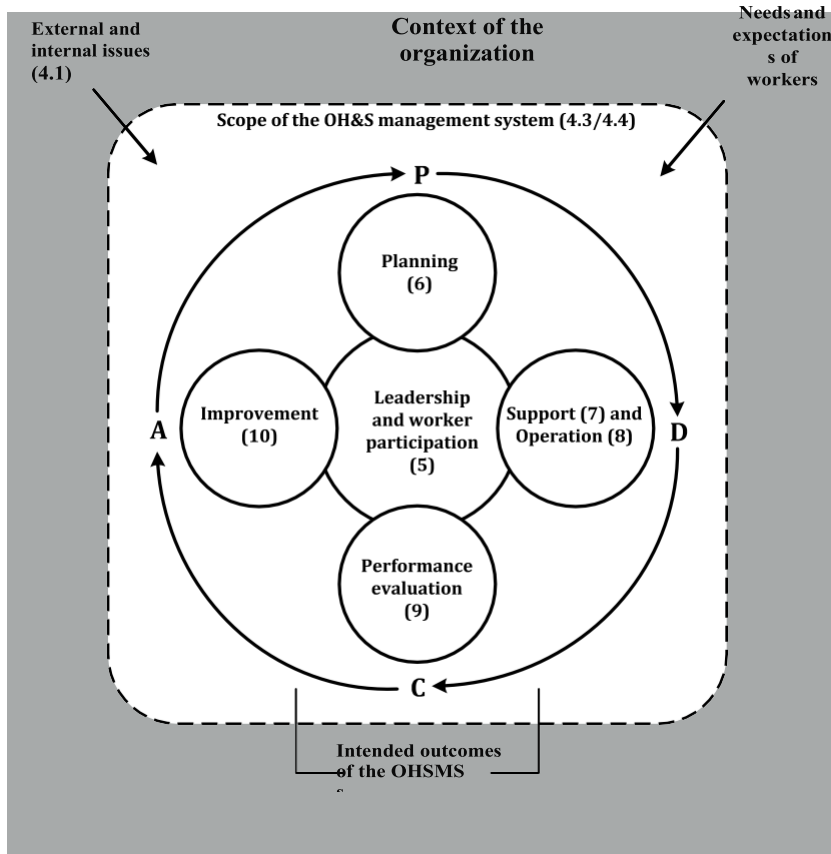 External and
internal issues
(4.1)
Context of the
organization
Needs and
expectation
s of
workers
Scope of the OH&S management system (4.3/4.4)
P
Planning
(6)
Improvement
(10)
Leadership
and worker
participation
(5)
Support (7) and
Operation (8)
A
D
Performance
evaluation
(9)
C
Intended outcomes
of the OHSMS